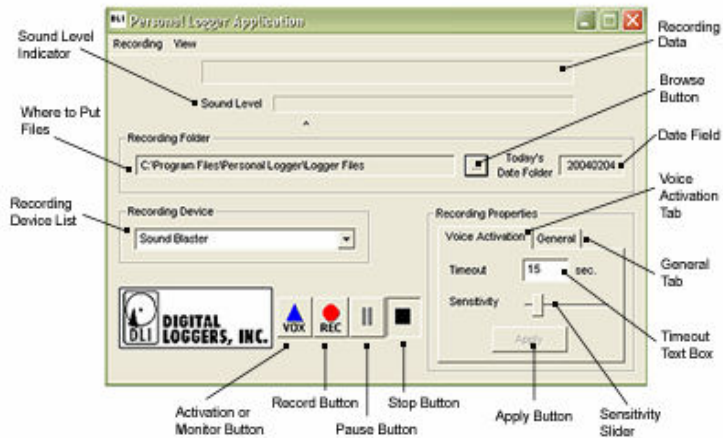 DLI Personal Logger Application
Recording View
Sound Level
Indicator
Recording
Data
Sound Level
Browse
Button
Where to Put
Files
Recording Folder
C:\Program Files\Personal Logger\Logger Files
...
Today's
Date Folder
20040204
Date Field
Recording
Device List
Recording Device
Sound Blaster
Recording Properties
Voice Activation
General
Voice
Activation
Tab
Timeout
15
sec.
General
Tab
Sensitivity
Apply
DLI
DIGITAL
LOGGERS, INC.
VOX
REC
Timeout
Text Box
Activation or
Monitor Button
Record Button
Pause Button
Stop Button
Apply Button
Sensitivity
Slider